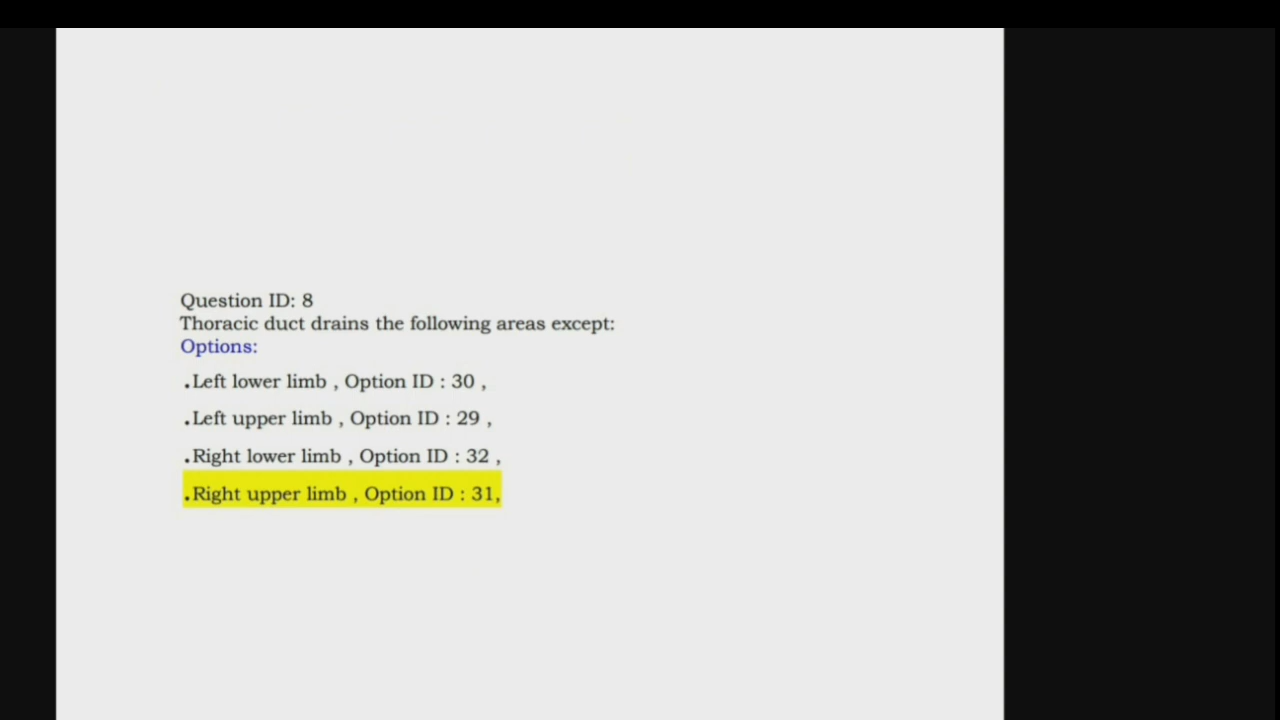 Question ID: 8
Thoracic duct drains the following areas except:
Options:
.Left lower limb , Option ID : 30 ,
.Left upper limb , Option ID : 29 ,
.Right lower limb , Option ID : 32 ,
.Right upper limb , Option ID : 31,